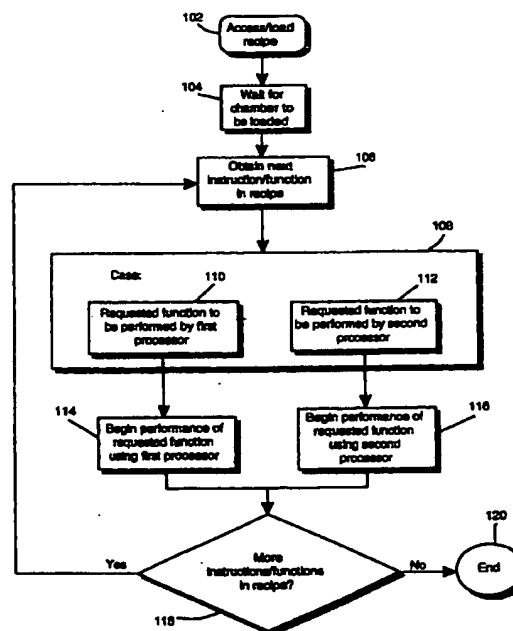 102
Access/load
recipe
104
Wait for
chamber to
be loaded
106
Obtain next
instruction/function
in recipe
108
Case:
110
Requested function to
be performed by first
processor
112
Requested function to
be performed by second
processor
114
Begin performance of
requested function
using first processor
116
Begin performance of
requested function
using second
processor
Yes
More
instructions/functions
in recipe?
No
118
120
End